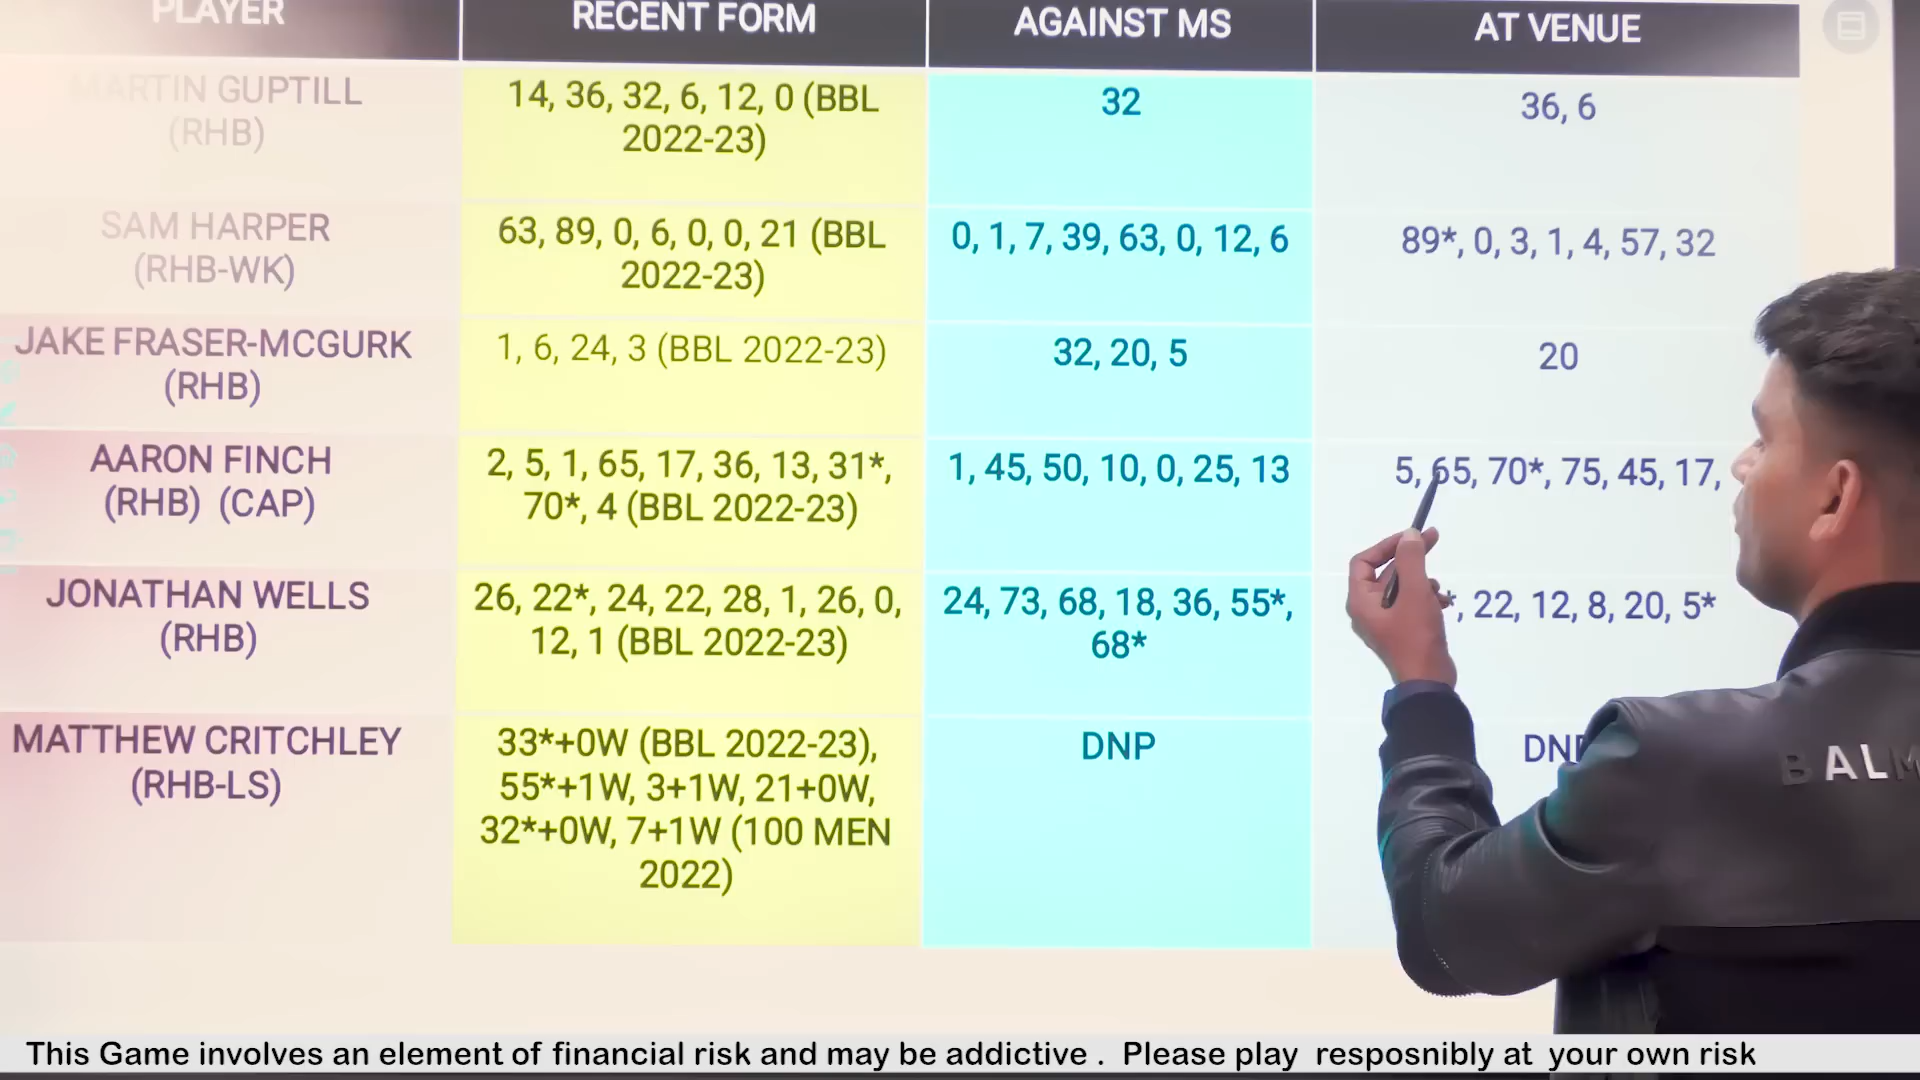 PLAYER
RECENT FORM
AGAINST MS
AT VENUE
MARTIN GUPTILL
(RHB)
14, 36, 32, 6, 12, 0 (BBL
2022-23)
32
36, 6
SAM HARPER
(RHB-WK)
63, 89, 0, 6, 0, 0, 21 (BBL
2022-23)
0, 1, 7, 39, 63, 0, 12, 6
89*, 0, 3, 1, 4, 57, 32
JAKE FRASER-MCGURK
(RHB)
1, 6, 24, 3 (BBL 2022-23)
32, 20, 5
20
AARON FINCH
(RHB) (CAP)
2, 5, 1, 65, 17, 36, 13, 31*,
70*, 4 (BBL 2022-23)
1, 45, 50, 10, 0, 25, 13
5, 65, 70*, 75, 45, 17,
JONATHAN WELLS
(RHB)
26, 22*, 24, 22, 28, 1, 26, 0,
12, 1 (BBL 2022-23)
24, 73, 68, 18, 36, 55*,
68*
*, 22, 12, 8, 20, 5*
MATTHEW CRITCHLEY
(RHB-LS)
33*+0W (BBL 2022-23),
55*+1W, 3+1W, 21+0W,
32*+0W, 7+1W (100 MEN
2022)
DNP
DNP
BALM
This Game involves an element of financial risk and may be addictive . Please play resposnibly at your own risk